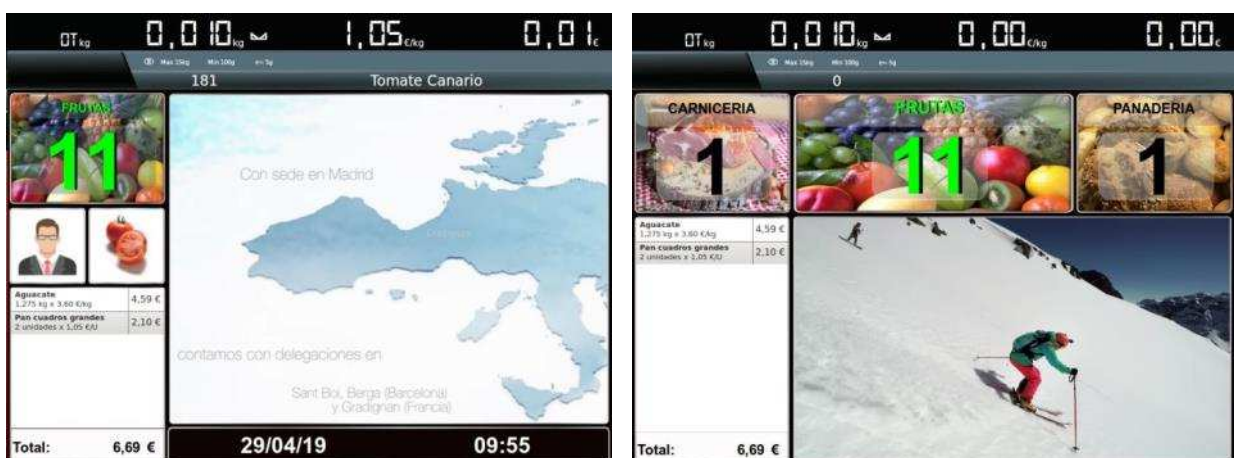 0T kg 0,010 kg 1,05 €/kg 0,01 €
Max 15kg Min 100g e= 5g
181 Tomate Canario
FRUTAS
11
Con sede en Madrid
contamos con delegaciones en
Sant Boi, Berga (Barcelona)
y Gradignan (Francia)
Aguacate
1,275 kg x 3,60 €/kg 4,59 €
Pan cuadros grandes
2 unidades x 1,05 €/U 2,10 €
Total: 6,69 €
29/04/19 09:55
0T kg 0,010 kg 0,00 €/kg 0,00 €
Max 15kg Min 100g e= 5g
0
CARNICERIA
1
FRUTAS
11
PANADERIA
1
Aguacate
1,275 kg x 3,60 €/kg 4,59 €
Pan cuadros grandes
2 unidades x 1,05 €/U 2,10 €
Total: 6,69 €